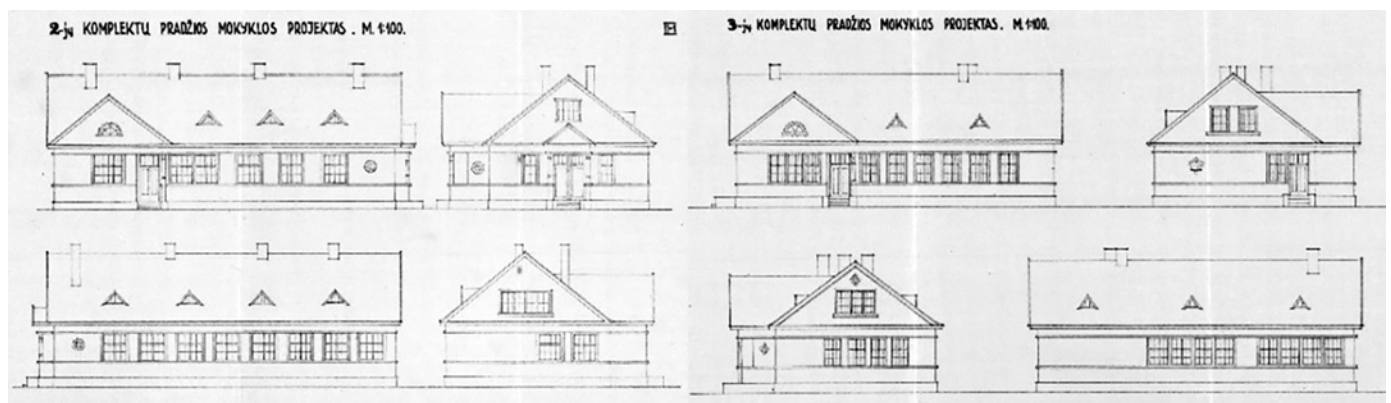 2-jų KOMPLEKTŲ PRADŽIOS MOKYKLOS PROJEKTAS. M. 1:100.
3-jų KOMPLEKTŲ PRADŽIOS MOKYKLOS PROJEKTAS. M. 1:100.